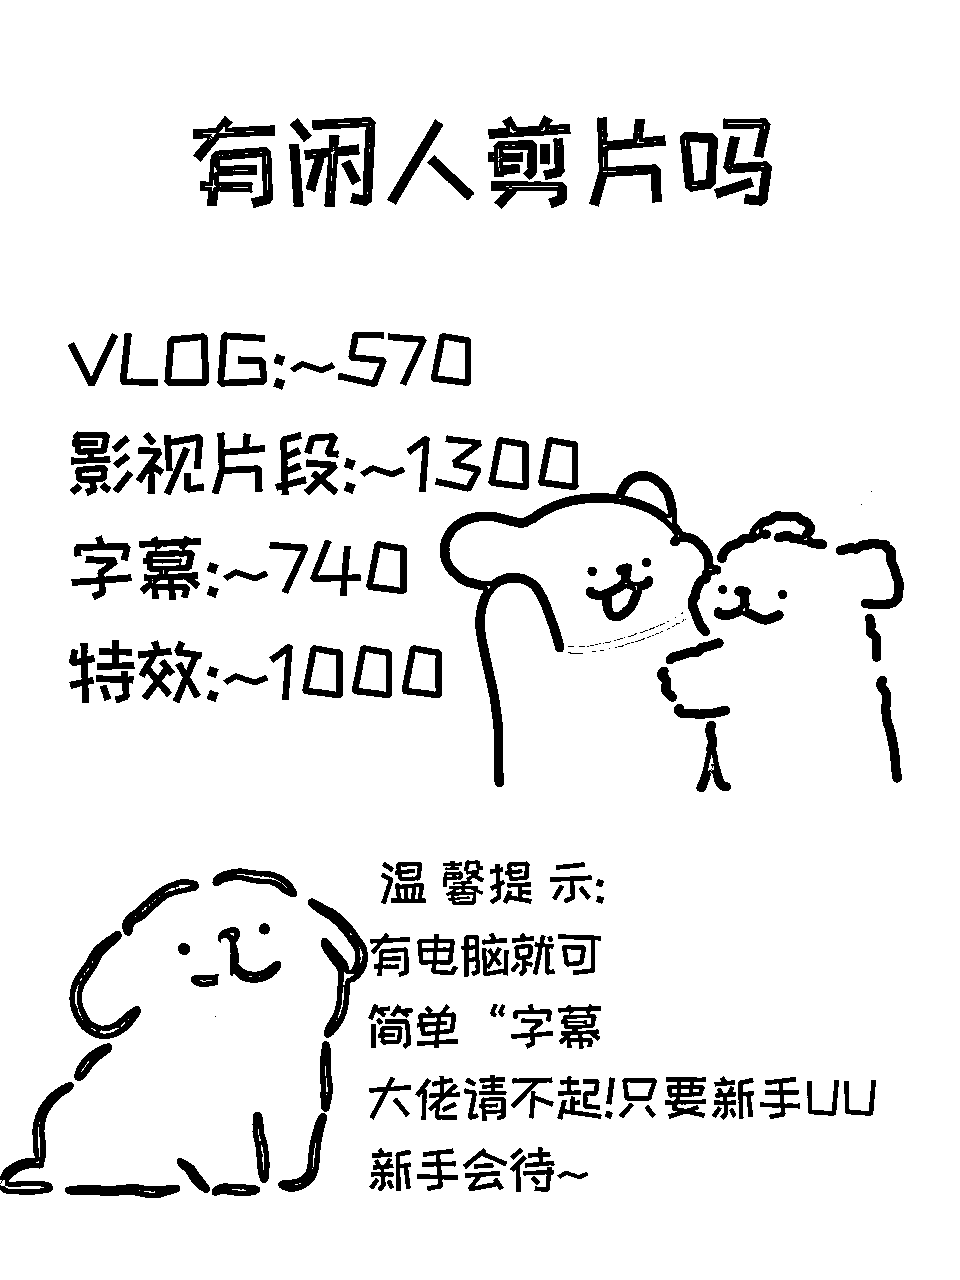 有闲人剪片吗
VLOG:~570
影视片段:~1300
字幕:~740
特效:~1000
温馨提示:
有电脑就可
简单“字幕
大佬请不起!只要新手UU
新手会待~